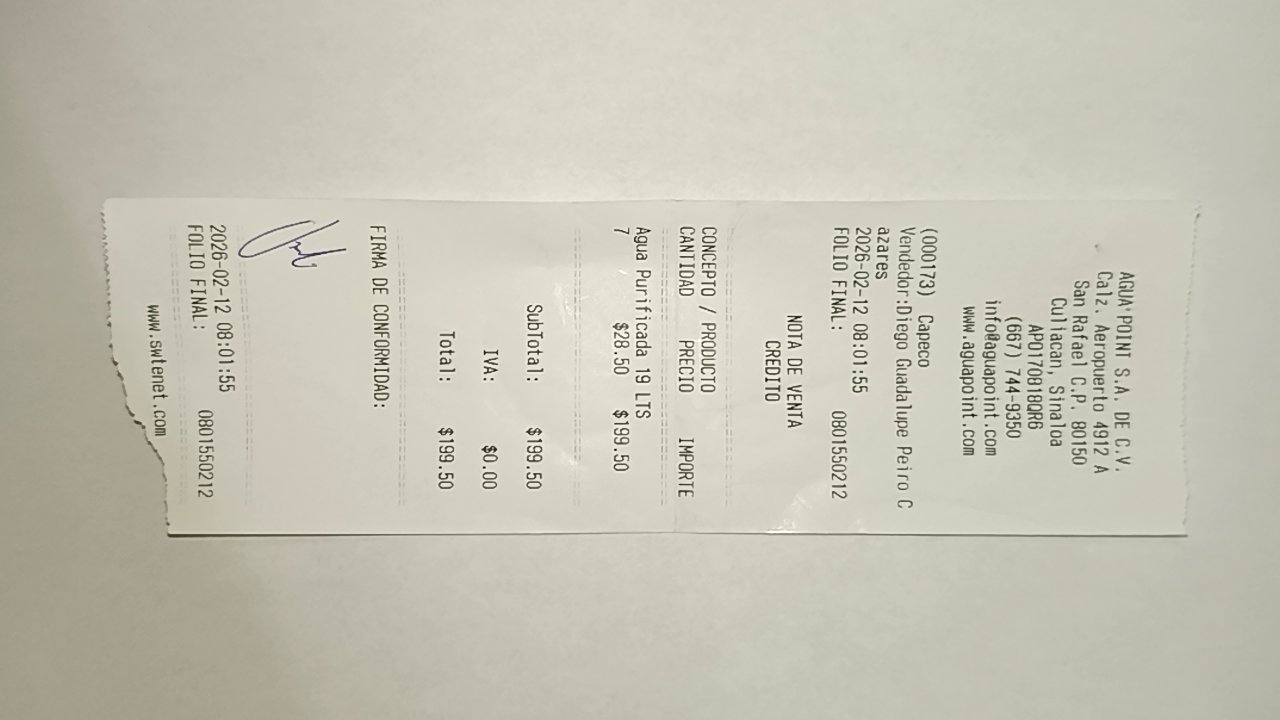 AGUA POINT S.A. DE C.V.
Calz. Aeropuerto 4912 A
San Rafael C.P. 80150
Culiacan, Sinaloa
APO170818QR6
(667) 744-9350
info@aguapoint.com
www.aguapoint.com
(000173) Capeco
Vendedor:Diego Guadalupe Peiro C
azares
2026-02-12 08:01:55
FOLIO FINAL: 0801550212
NOTA DE VENTA
CREDITO
CONCEPTO / PRODUCTO
CANTIDAD PRECIO IMPORTE
Agua Purificada 19 LTS
7 $28.50 $199.50
SubTotal: $199.50
IVA: $0.00
Total: $199.50
FIRMA DE CONFORMIDAD:
2026-02-12 08:01:55
FOLIO FINAL: 0801550212
www.swtenet.com